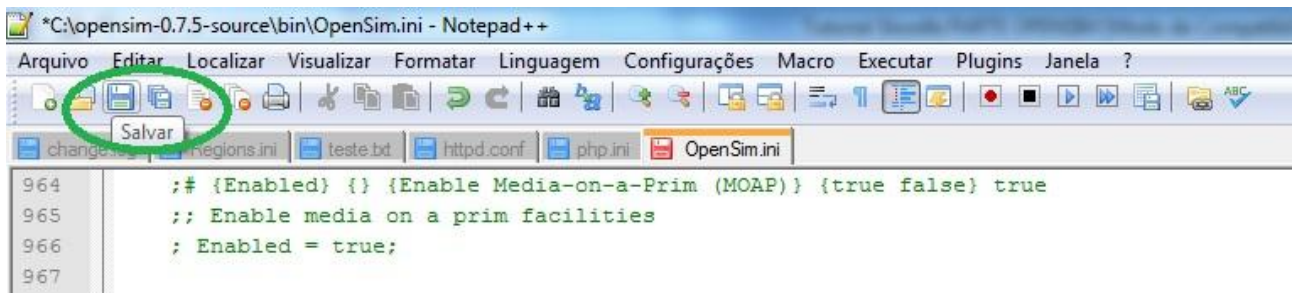 *C:\opensim-0.7.5-source\bin\OpenSim.ini - Notepad++
Arquivo Editar Localizar Visualizar Formatar Linguagem Configurações Macro Executar Plugins Janela ?
ABC
Salvar
Regions.ini teste.txt httpd.conf php.ini OpenSim.ini
964 ;# {Enabled} {} {Enable Media-on-a-Prim (MOAP)} {true false} true
965 ;; Enable media on a prim facilities
966 ; Enabled = true;
967